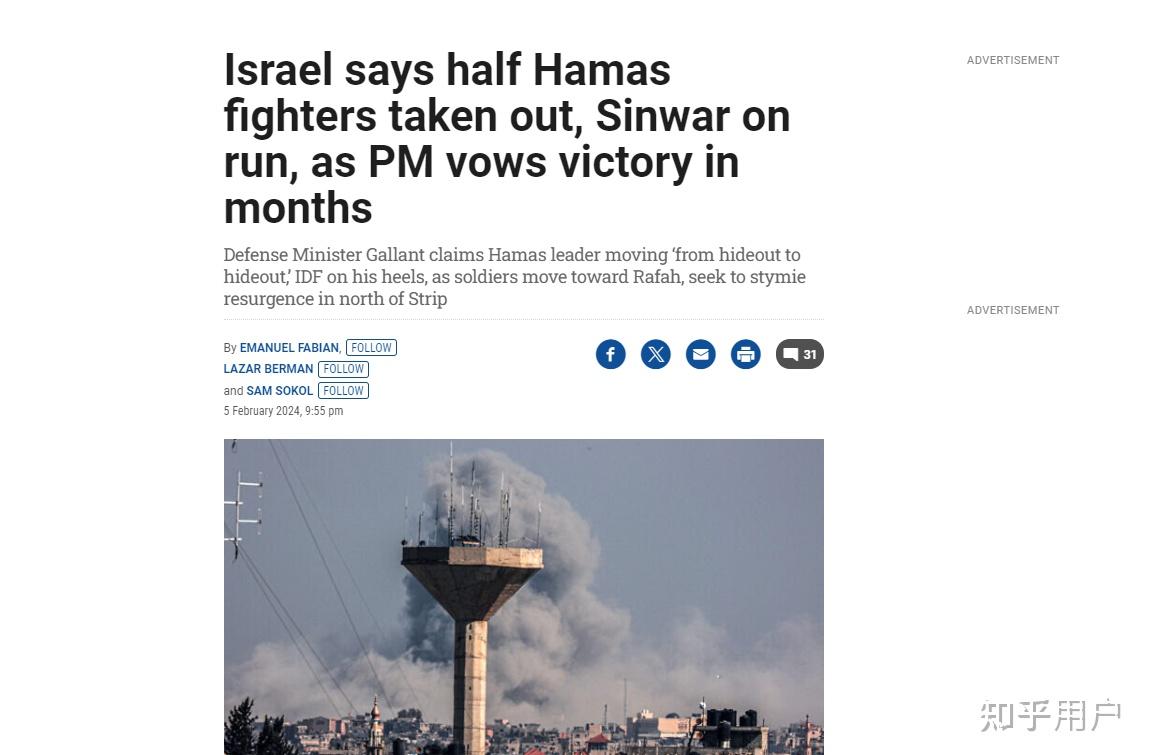 Israel says half Hamas
fighters taken out, Sinwar on
run, as PM vows victory in
months
Defense Minister Gallant claims Hamas leader moving ‘from hideout to
hideout,’ IDF on his heels, as soldiers move toward Rafah, seek to stymie
resurgence in north of Strip
By EMANUEL FABIAN, FOLLOW
LAZAR BERMAN FOLLOW
and SAM SOKOL FOLLOW
5 February 2024, 9:55 pm
31
ADVERTISEMENT
ADVERTISEMENT
知乎用户